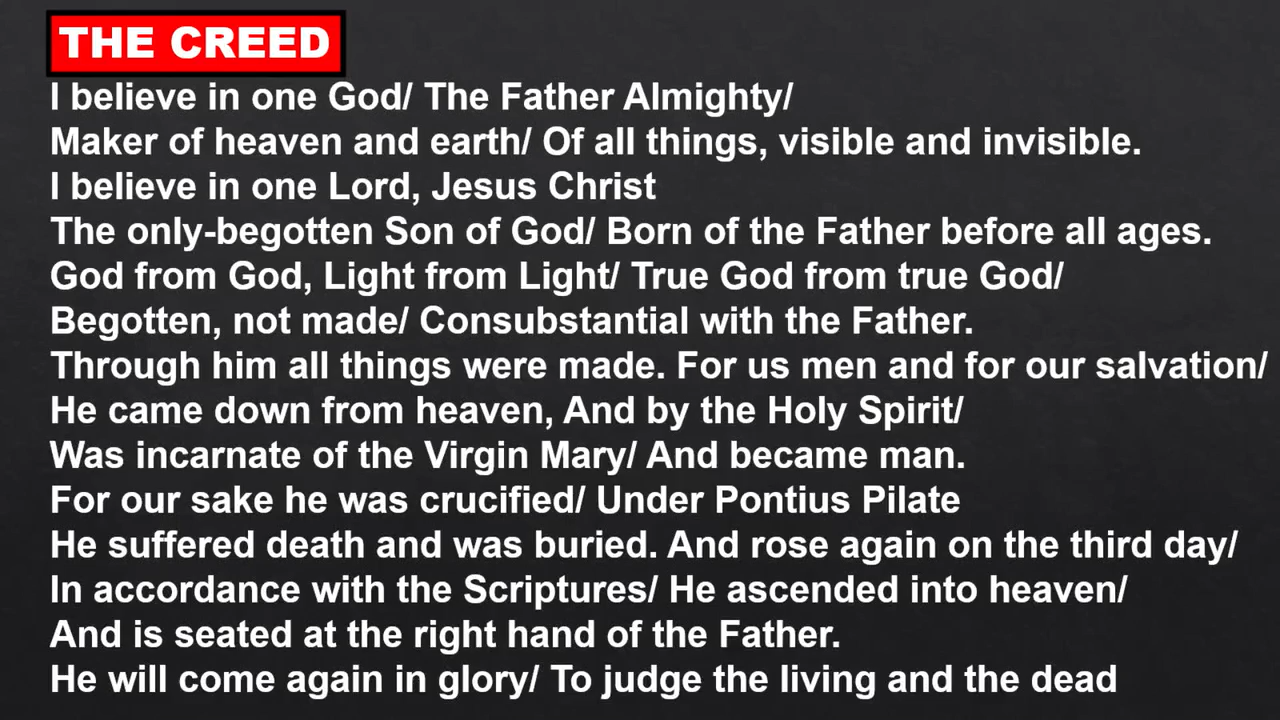 THE CREED
I believe in one God/ The Father Almighty/
Maker of heaven and earth/ Of all things, visible and invisible.
I believe in one Lord, Jesus Christ
The only-begotten Son of God/ Born of the Father before all ages.
God from God, Light from Light/ True God from true God/
Begotten, not made/ Consubstantial with the Father.
Through him all things were made. For us men and for our salvation/
He came down from heaven, And by the Holy Spirit/
Was incarnate of the Virgin Mary/ And became man.
For our sake he was crucified/ Under Pontius Pilate
He suffered death and was buried. And rose again on the third day/
In accordance with the Scriptures/ He ascended into heaven/
And is seated at the right hand of the Father.
He will come again in glory/ To judge the living and the dead